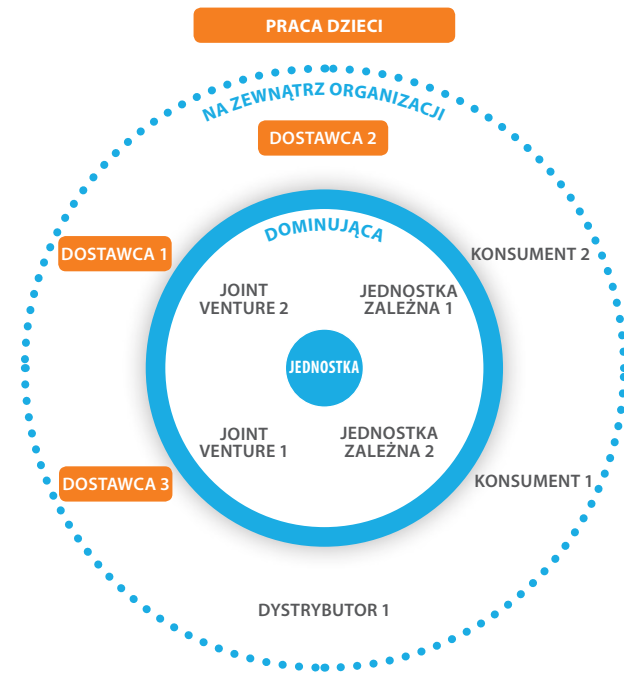 PRACA DZIECI
NA ZEWNĄTRZ ORGANIZACJI
DOSTAWCA 2
DOMINUJĄCA
DOSTAWCA 1
KONSUMENT 2
JOINT
VENTURE 2
JEDNOSTKA
ZALEŻNA 1
JEDNOSTKA
JOINT
VENTURE 1
JEDNOSTKA
ZALEŻNA 2
DOSTAWCA 3
KONSUMENT 1
DYSTRYBUTOR 1